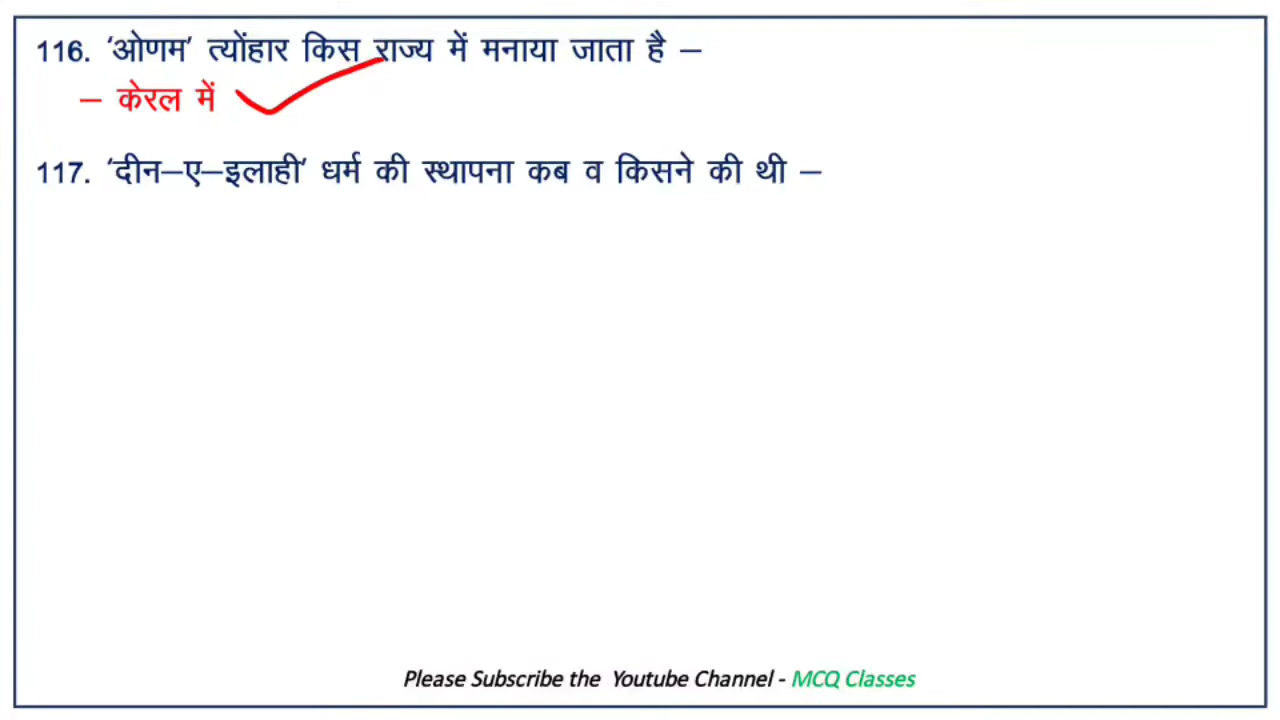 116. ‘ओणम’ त्योंहार किस राज्य में मनाया जाता है –
– केरल में
117. ‘दीन–ए–इलाही’ धर्म की स्थापना कब व किसने की थी –
Please Subscribe the Youtube Channel - MCQ Classes